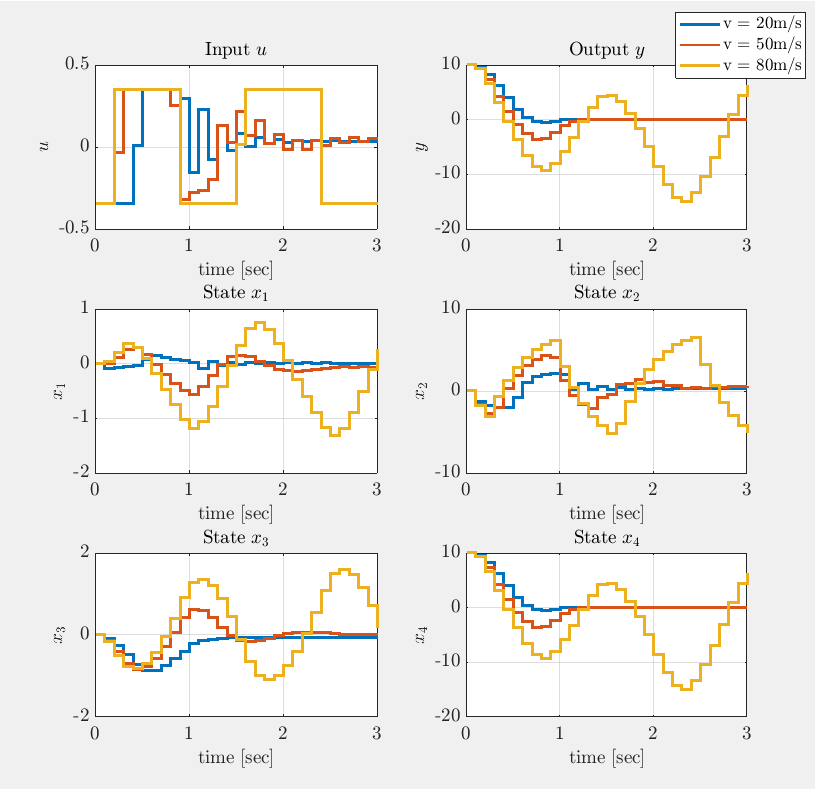 v = 20m/s
v = 50m/s
v = 80m/s
Input u
0.5
0
-0.5
u
0 1 2 3
time [sec]
Output y
10
0
-10
-20
y
0 1 2 3
time [sec]
State x₁
1
0
-1
-2
x₁
0 1 2 3
time [sec]
State x₂
10
0
-10
x₂
0 1 2 3
time [sec]
State x₃
2
0
-2
x₃
0 1 2 3
time [sec]
State x₄
10
0
-10
-20
x₄
0 1 2 3
time [sec]